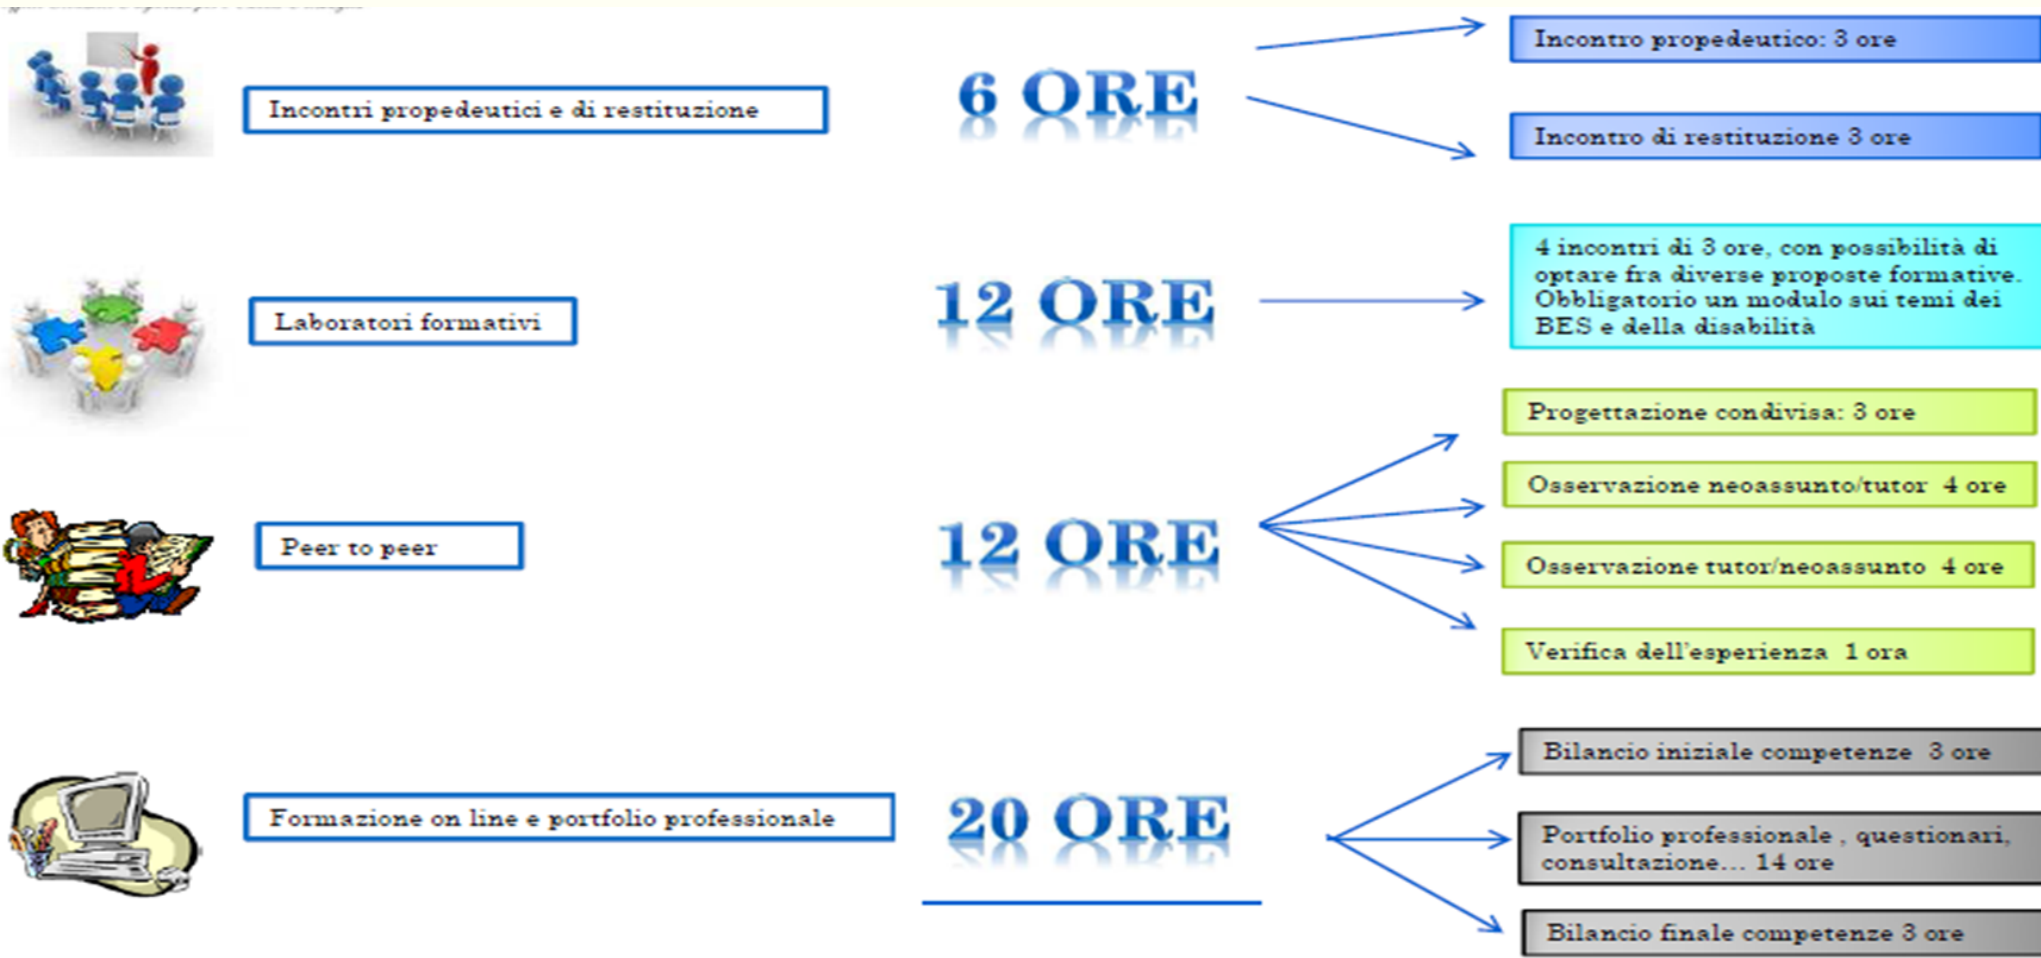 Incontri propedeutici e di restituzione
6 ORE
Incontro propedeutico: 3 ore
Incontro di restituzione 3 ore
Laboratori formativi
12 ORE
4 incontri di 3 ore, con possibilità di
optare fra diverse proposte formative.
Obbligatorio un modulo sui temi dei
BES e della disabilità
Peer to peer
12 ORE
Progettazione condivisa: 3 ore
Osservazione neoassunto/tutor 4 ore
Osservazione tutor/neoassunto 4 ore
Verifica dell'esperienza 1 ora
Formazione on line e portfolio professionale
20 ORE
Bilancio iniziale competenze 3 ore
Portfolio professionale , questionari,
consultazione... 14 ore
Bilancio finale competenze 3 ore